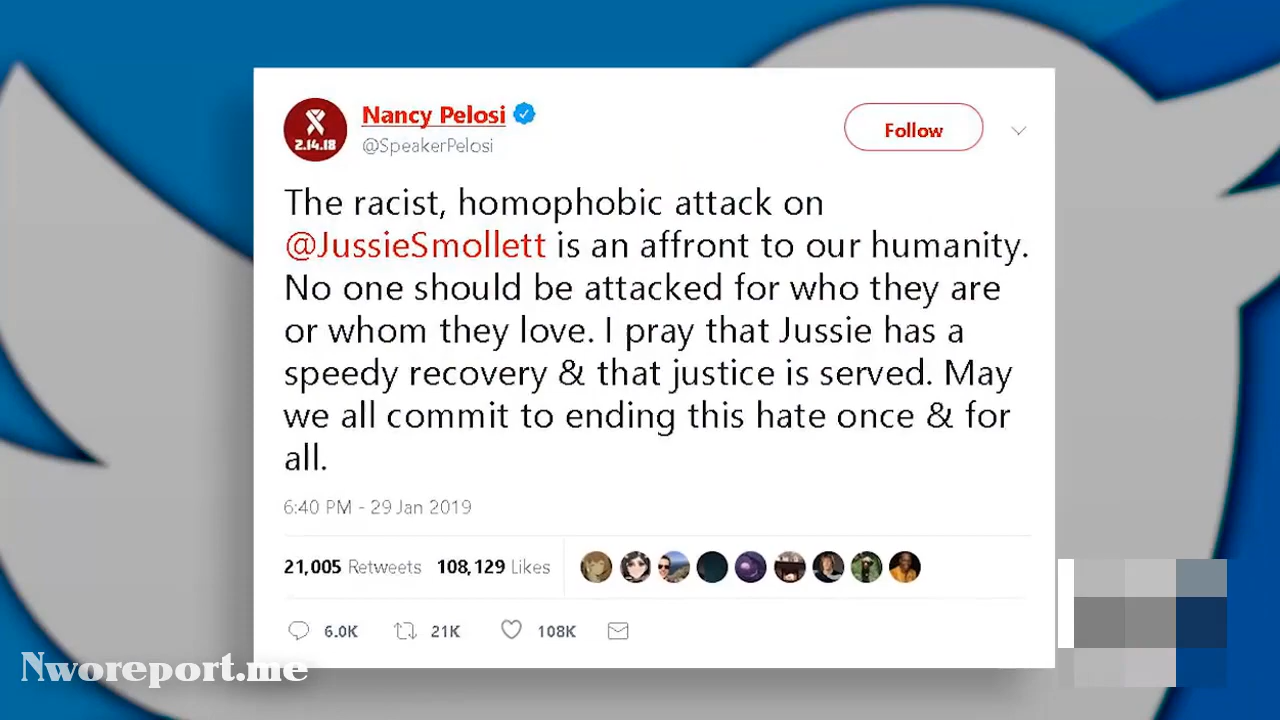 2.14.18
Nancy Pelosi
@SpeakerPelosi
Follow
The racist, homophobic attack on
@JussieSmollett is an affront to our humanity.
No one should be attacked for who they are
or whom they love. I pray that Jussie has a
speedy recovery & that justice is served. May
we all commit to ending this hate once & for
all.
6:40 PM - 29 Jan 2019
21,005 Retweets 108,129 Likes
6.0K 21K 108K
Nworeport.me